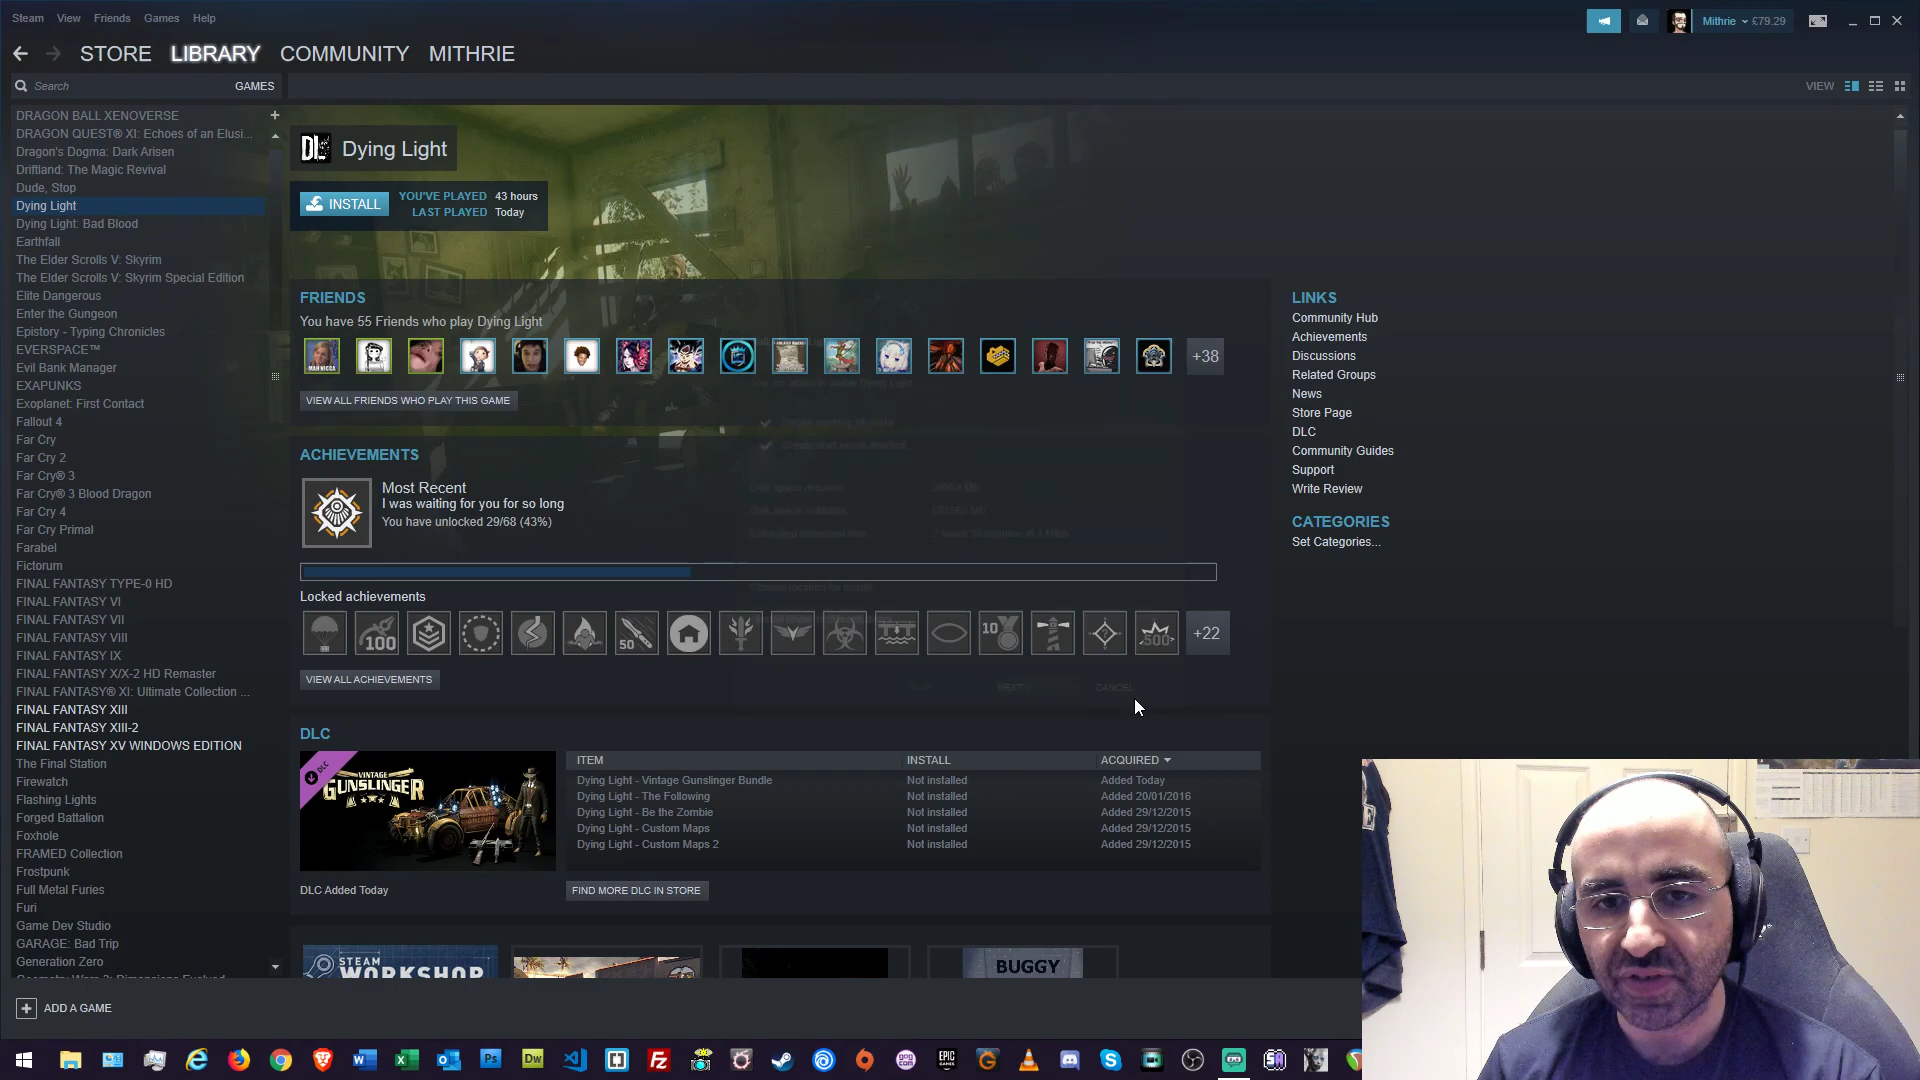 Steam View Friends Games Help
Mithrie £79.29
STORE LIBRARY COMMUNITY MITHRIE
Search GAMES
VIEW
DRAGON BALL XENOVERSE
DRAGON QUEST® XI: Echoes of an Elusi...
Dragon's Dogma: Dark Arisen
Driftland: The Magic Revival
Dude, Stop
Dying Light
Dying Light: Bad Blood
Earthfall
The Elder Scrolls V: Skyrim
The Elder Scrolls V: Skyrim Special Edition
Elite Dangerous
Enter the Gungeon
Epistory - Typing Chronicles
EVERSPACE™
Evil Bank Manager
EXAPUNKS
Exoplanet: First Contact
Fallout 4
Far Cry
Far Cry 2
Far Cry® 3
Far Cry® 3 Blood Dragon
Far Cry 4
Far Cry Primal
Farabel
Fictorum
FINAL FANTASY TYPE-0 HD
FINAL FANTASY VI
FINAL FANTASY VII
FINAL FANTASY VIII
FINAL FANTASY IX
FINAL FANTASY X/X-2 HD Remaster
FINAL FANTASY® XI: Ultimate Collection ...
FINAL FANTASY XIII
FINAL FANTASY XIII-2
FINAL FANTASY XV WINDOWS EDITION
The Final Station
Firewatch
Flashing Lights
Forged Battalion
Foxhole
FRAMED Collection
Frostpunk
Full Metal Furies
Furi
Game Dev Studio
GARAGE: Bad Trip
Generation Zero
ADD A GAME
DL Dying Light
INSTALL
YOU'VE PLAYED 43 hours
LAST PLAYED Today
FRIENDS
You have 55 Friends who play Dying Light
+38
VIEW ALL FRIENDS WHO PLAY THIS GAME
ACHIEVEMENTS
Most Recent
I was waiting for you for so long
You have unlocked 29/68 (43%)
Locked achievements
100 50 10 500 +22
VIEW ALL ACHIEVEMENTS
NEXT CANCEL
DLC
DLC
VINTAGE
GUNSLINGER
DLC Added Today
ITEM INSTALL ACQUIRED
Dying Light - Vintage Gunslinger Bundle Not installed Added Today
Dying Light - The Following Not installed Added 20/01/2016
Dying Light - Be the Zombie Not installed Added 29/12/2015
Dying Light - Custom Maps Not installed Added 29/12/2015
Dying Light - Custom Maps 2 Not installed Added 29/12/2015
FIND MORE DLC IN STORE
STEAM
WORKSHOP
BUGGY
LINKS
Community Hub
Achievements
Discussions
Related Groups
News
Store Page
DLC
Community Guides
Support
Write Review
CATEGORIES
Set Categories...